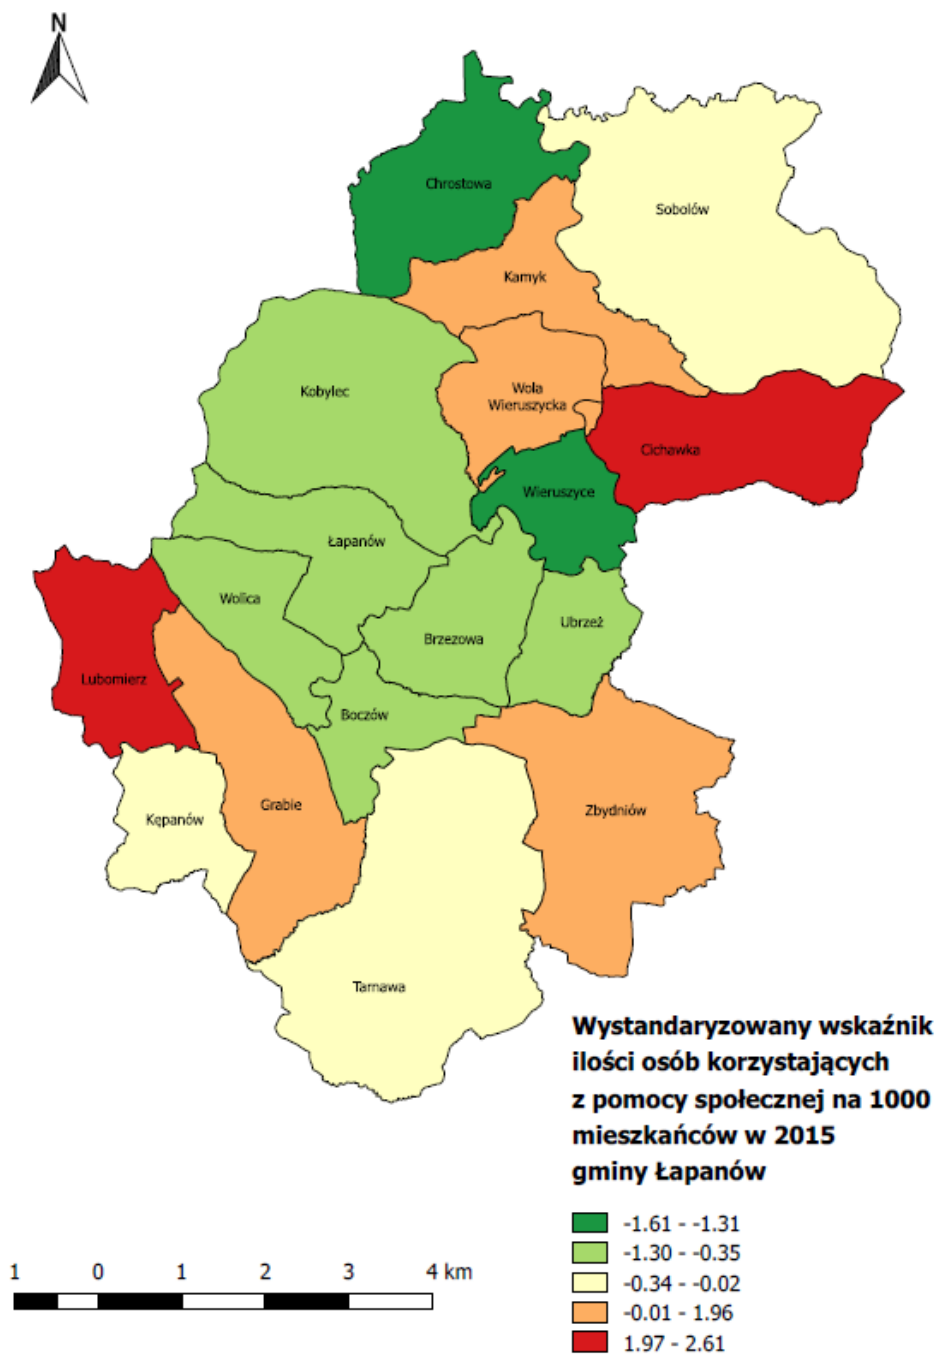 N
Chrostowa
Sobolów
Kamyk
Kobylec
Wola
Wieruszycka
Cichawka
Wieruszyce
Łapanów
Wolica
Ubrzeż
Brzezowa
Lubomierz
Boczów
Grabie
Zbydniów
Kępanów
Tarnawa
Wystandaryzowany wskaźnik
ilości osób korzystających
z pomocy społecznej na 1000
mieszkańców w 2015
gminy Łapanów
-1.61 - -1.31
-1.30 - -0.35
-0.34 - -0.02
-0.01 - 1.96
1.97 - 2.61
1 0 1 2 3 4 km